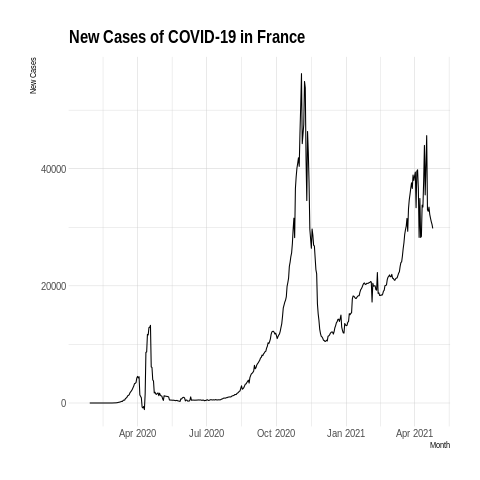 New Cases of COVID-19 in France
New Cases
40000
20000
0
Apr 2020 Jul 2020 Oct 2020 Jan 2021 Apr 2021
Month